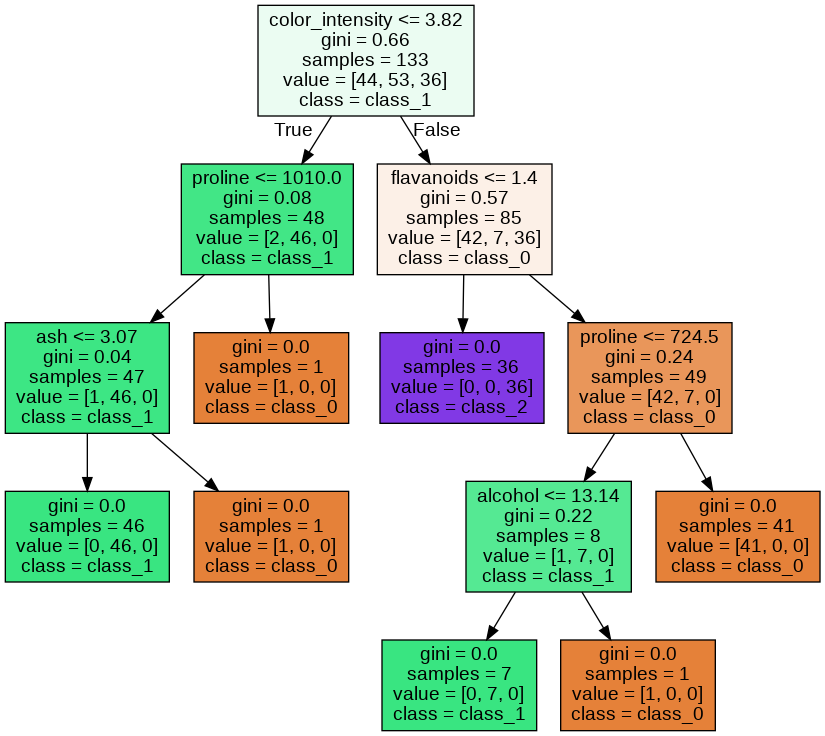 color_intensity <= 3.82
gini = 0.66
samples = 133
value = [44, 53, 36]
class = class_1
True
False
proline <= 1010.0
gini = 0.08
samples = 48
value = [2, 46, 0]
class = class_1
flavanoids <= 1.4
gini = 0.57
samples = 85
value = [42, 7, 36]
class = class_0
ash <= 3.07
gini = 0.04
samples = 47
value = [1, 46, 0]
class = class_1
gini = 0.0
samples = 1
value = [1, 0, 0]
class = class_0
gini = 0.0
samples = 36
value = [0, 0, 36]
class = class_2
proline <= 724.5
gini = 0.24
samples = 49
value = [42, 7, 0]
class = class_0
gini = 0.0
samples = 46
value = [0, 46, 0]
class = class_1
gini = 0.0
samples = 1
value = [1, 0, 0]
class = class_0
alcohol <= 13.14
gini = 0.22
samples = 8
value = [1, 7, 0]
class = class_1
gini = 0.0
samples = 41
value = [41, 0, 0]
class = class_0
gini = 0.0
samples = 7
value = [0, 7, 0]
class = class_1
gini = 0.0
samples = 1
value = [1, 0, 0]
class = class_0